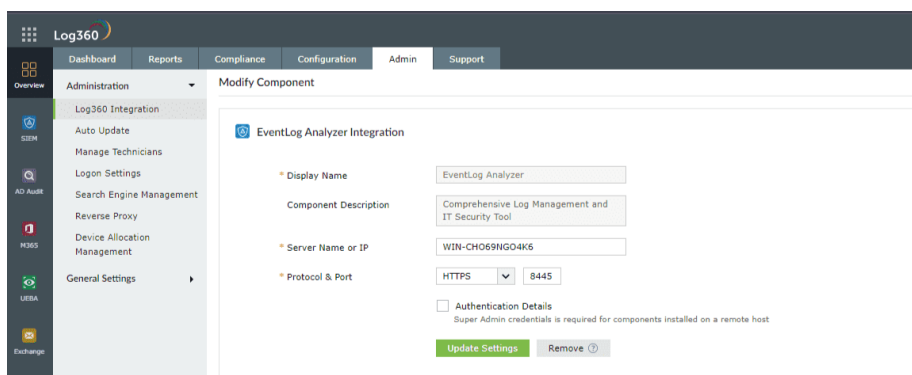 Log360
Dashboard Reports Compliance Configuration Admin Support
Overview
SIEM
AD Audit
M365
UEBA
Exchange
Administration
Log360 Integration
Auto Update
Manage Technicians
Logon Settings
Search Engine Management
Reverse Proxy
Device Allocation
Management
General Settings
Modify Component
EventLog Analyzer Integration
* Display Name EventLog Analyzer
Component Description Comprehensive Log Management and
IT Security Tool
* Server Name or IP WIN-CHO69NGO4K6
* Protocol & Port HTTPS 8445
Authentication Details
Super Admin credentials is required for components installed on a remote host
Update Settings Remove ?